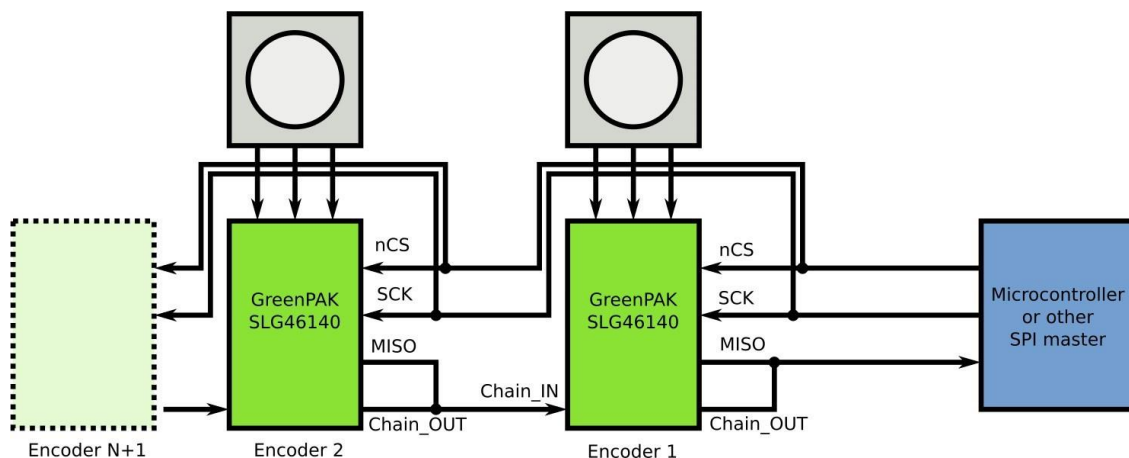 nCS
nCS
GreenPAK
SLG46140
SCK
GreenPAK
SLG46140
SCK
Microcontroller
or other
SPI master
MISO
MISO
Chain_IN
Chain_OUT
Chain_OUT
Encoder N+1
Encoder 2
Encoder 1